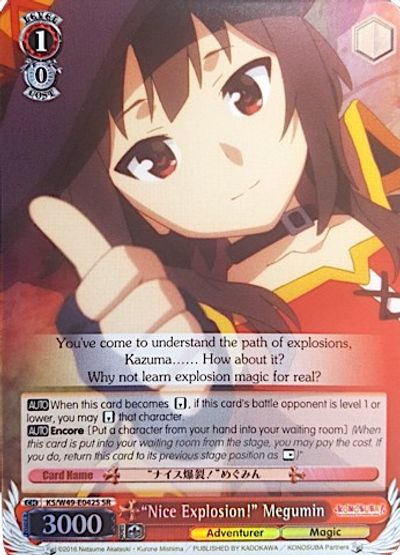 LEVEL
1
0
COST
You've come to understand the path of explosions,
Kazuma...... How about it?
Why not learn explosion magic for real?
AUTO When this card becomes [ ], if this card's battle opponent is level 1 or
lower, you may [ ] that character.
AUTO Encore [Put a character from your hand into your waiting room] (When
this card is put into your waiting room from the stage, you may pay the cost. If
you do, return this card to its previous stage position as [ ].)
Card Name "ナイス爆裂!"めぐみん
CH KS/W49-E042S SR
3000
"Nice Explosion!" Megumin
Adventurer Magic
©2016 Natsume Akatsuki・Kurone Mishima / PUBLISHED BY KADOKAWA / KONOSUBA Partners